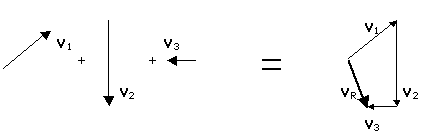 v1 + v2 + v3 = v1
vR v2
v3